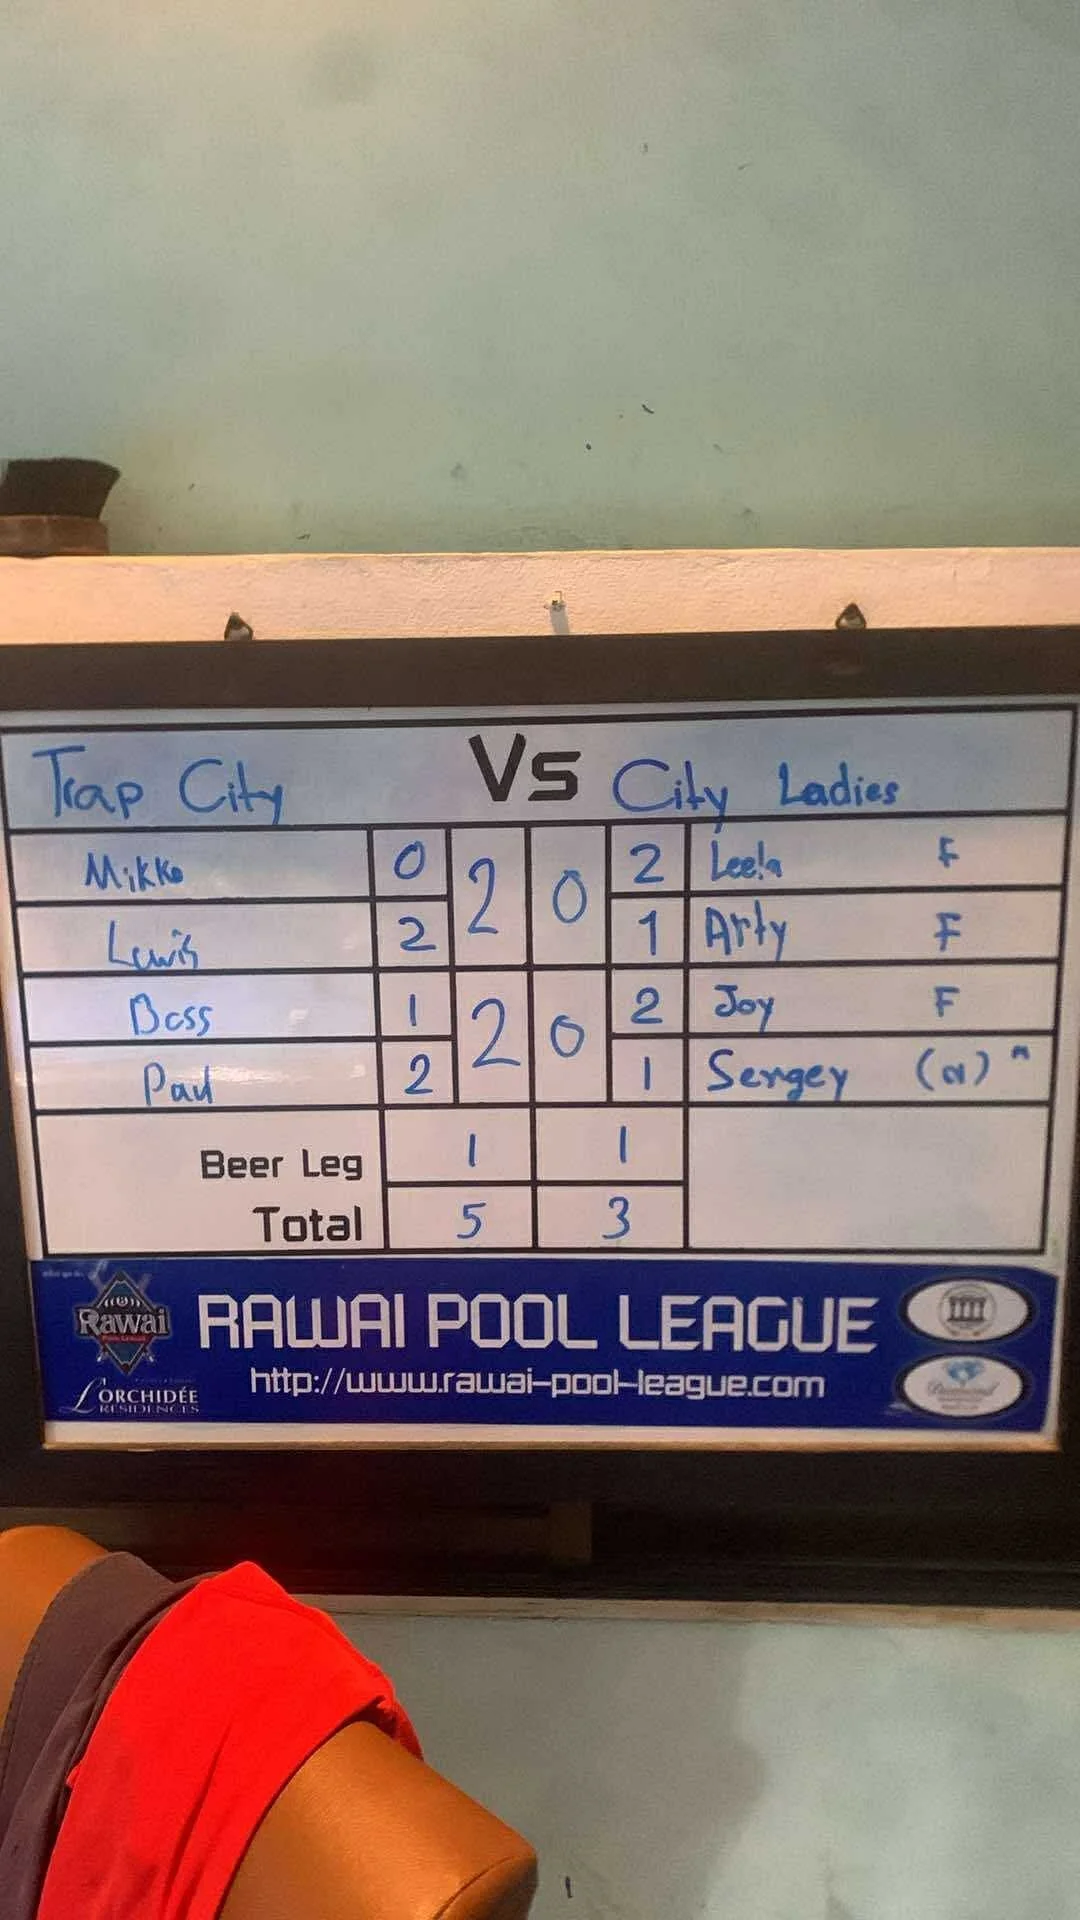 Trap City Vs City Ladies
Mikko 0 2 0 2 Leela F
Lewis 2 1 Arty F
Boss 1 2 0 2 Joy F
Paul 2 1 Sergey
Beer Leg 1 1
Total 5 3
Rawai
RAWAI POOL LEAGUE
http://www.rawai-pool-league.com
L'ORCHIDÉE
RESIDENCES
Diamond